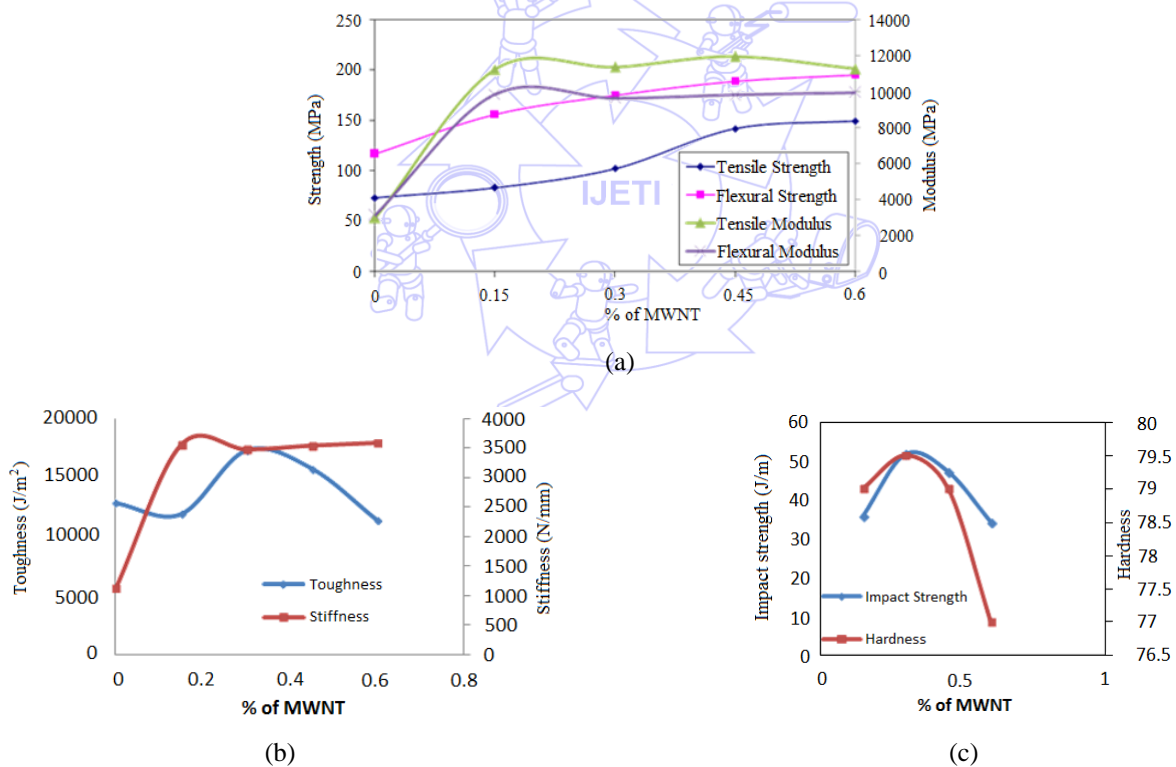 250
200
150
100
50
0
Strength (MPa)
14000
12000
10000
8000
6000
4000
2000
0
Modulus (MPa)
IJETI
Tensile Strength
Flexural Strength
Tensile Modulus
Flexural Modulus
0 0.15 0.3 0.45 0.6
% of MWNT
(a)
20000
15000
10000
5000
0
Toughness (J/m²)
4000
3500
3000
2500
2000
1500
1000
500
0
Stiffness (N/mm)
Toughness
Stiffness
0 0.2 0.4 0.6 0.8
% of MWNT
(b)
60
50
40
30
20
10
0
Impact strength (J/m)
80
79.5
79
78.5
78
77.5
77
76.5
Hardness
Impact Strength
Hardness
0 0.5 1
% of MWNT
(c)